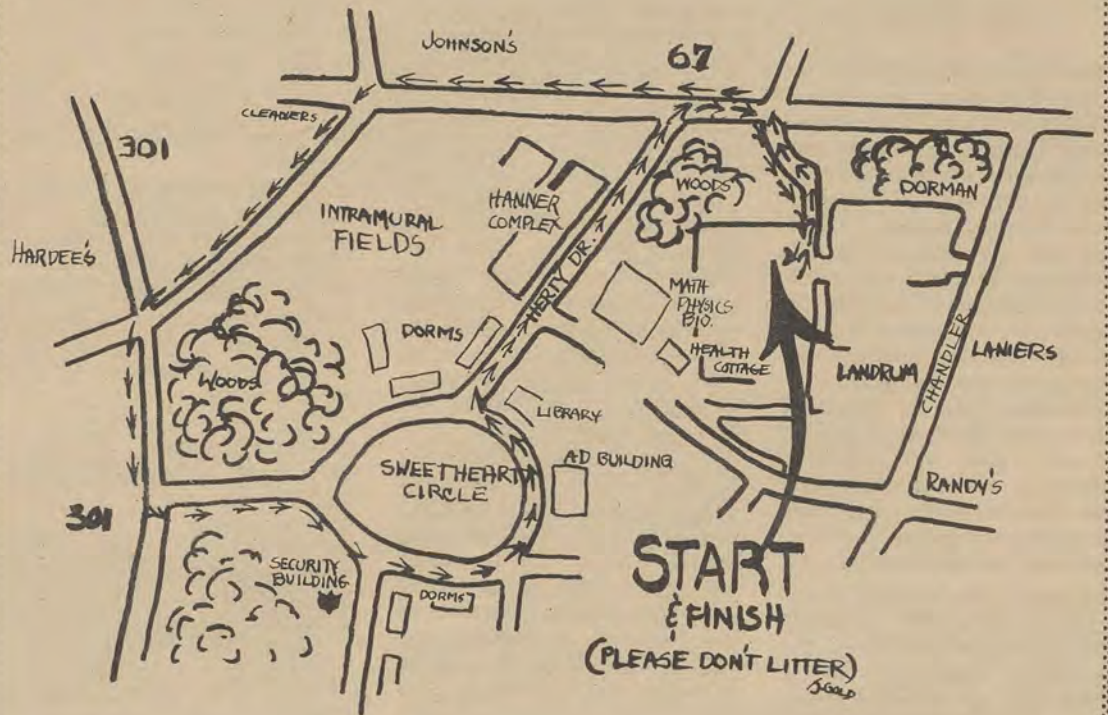 JOHNSON'S
67
CLEANERS
301
HARDEE'S
INTRAMURAL
FIELDS
HANNER
COMPLEX
WOODS
DORMAN
HERTY DR.
MATH
PHYSICS
BIO.
HEALTH
COTTAGE
DORMS
WOODS
LIBRARY
LANDRUM
CHANDLER
LANIERS
SWEETHEART
CIRCLE
AD BUILDING
RANDY'S
301
SECURITY
BUILDING
DORMS
START
& FINISH
(PLEASE DON'T LITTER)
J.GOLD